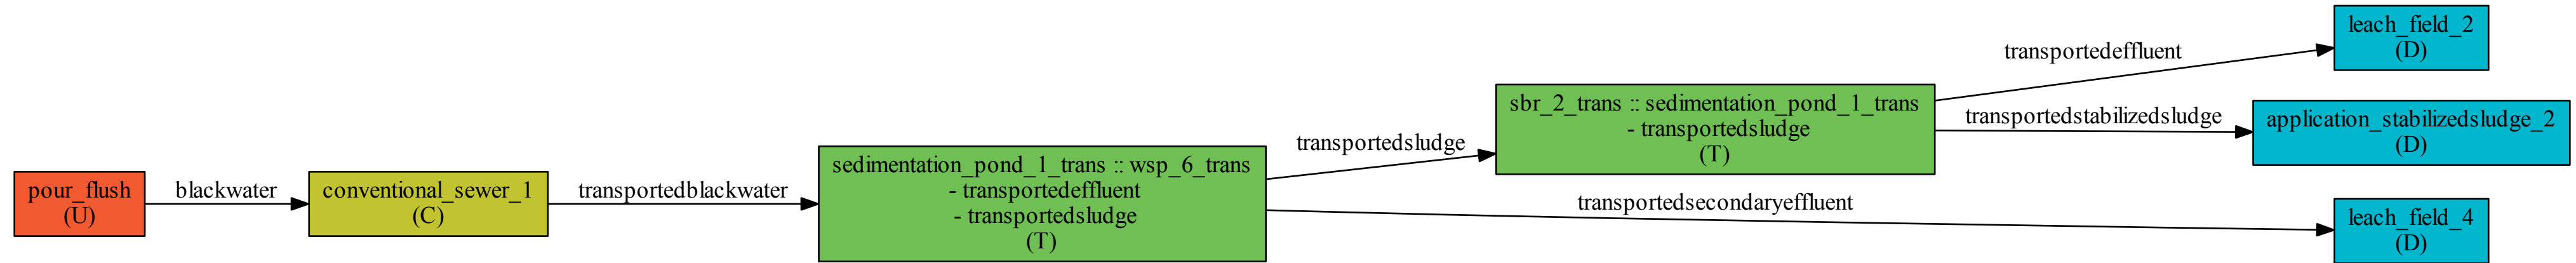 pour_flush
(U)
blackwater
conventional_sewer_1
(C)
transportedblackwater
sedimentation_pond_1_trans :: wsp_6_trans
- transportedeffluent
- transportedsludge
(T)
transportedsludge
transportedsecondaryeffluent
sbr_2_trans :: sedimentation_pond_1_trans
- transportedsludge
(T)
transportedeffluent
transportedstabilizedsludge
leach_field_2
(D)
application_stabilizedsludge_2
(D)
leach_field_4
(D)